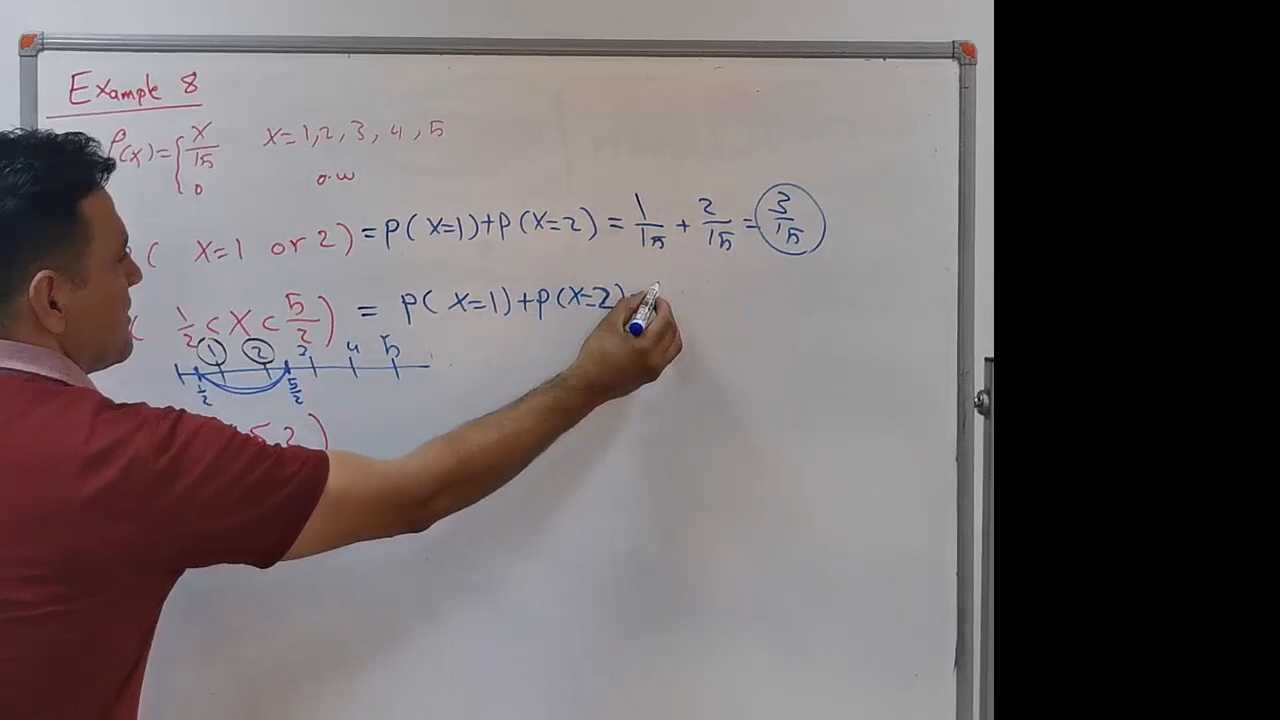 Example 8
P(x) = { x/15 x=1,2,3,4,5
0 o.w
( X=1 or 2) = P( X=1)+P(X=2) = 1/15 + 2/15 = 3/15
( 1/2 < X < 5/2 ) = P( X=1)+P(X=2)
1 2 3 4 5
1/2 5/2
)